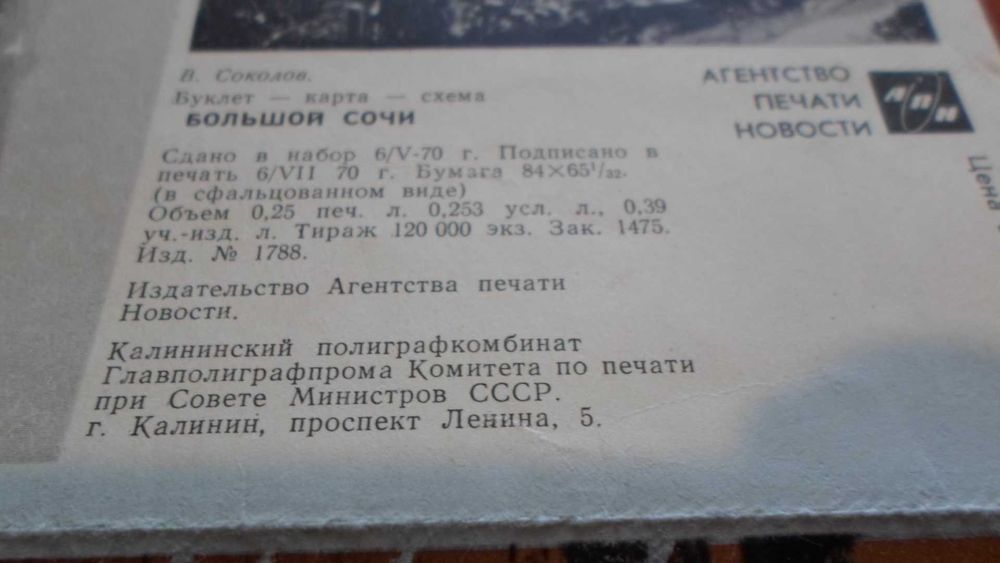 В. Соколов.
Буклет — карта — схема
БОЛЬШОЙ СОЧИ
Сдано в набор 6/V-70 г. Подписано в
печать 6/VII 70 г. Бумага 84×65¹/₃₂.
(в сфальцованном виде)
Объем 0,25 печ. л. 0,253 усл. л., 0,39
уч.-изд. л. Тираж 120 000 экз. Зак. 1475.
Изд. № 1788.
Издательство Агентства печати
Новости.
Калининский полиграфкомбинат
Главполиграфпрома Комитета по печати
при Совете Министров СССР.
г. Калинин, проспект Ленина, 5.
АГЕНТСТВО
ПЕЧАТИ
НОВОСТИ
АПН
Цена